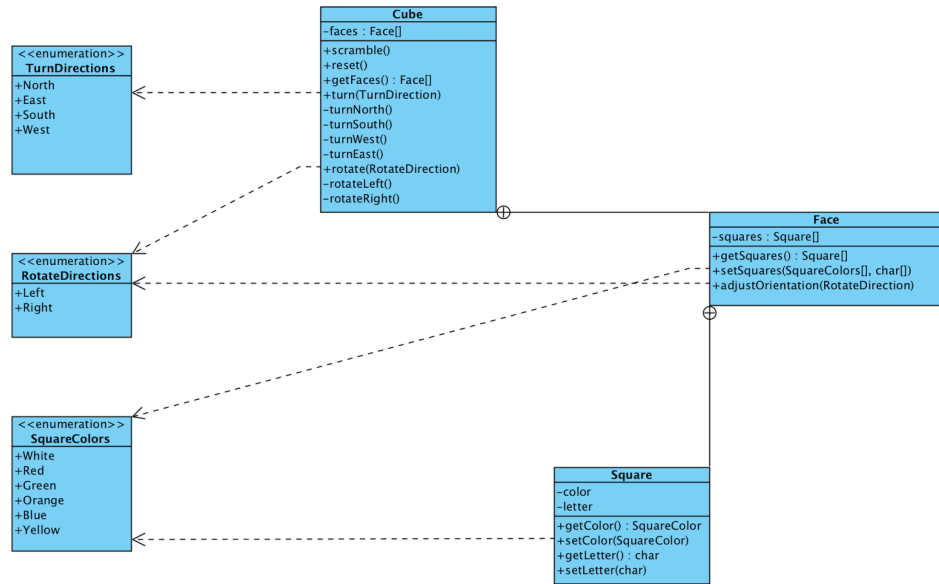 Cube
-faces : Face[]
+scramble()
+reset()
+getFaces() : Face[]
+turn(TurnDirection)
-turnNorth()
-turnSouth()
-turnWest()
-turnEast()
+rotate(RotateDirection)
-rotateLeft()
-rotateRight()
<<enumeration>>
TurnDirections
+North
+East
+South
+West
Face
-squares : Square[]
+getSquares() : Square[]
+setSquares(SquareColors[], char[])
+adjustOrientation(RotateDirection)
<<enumeration>>
RotateDirections
+Left
+Right
<<enumeration>>
SquareColors
+White
+Red
+Green
+Orange
+Blue
+Yellow
Square
-color
-letter
+getColor() : SquareColor
+setColor(SquareColor)
+getLetter() : char
+setLetter(char)